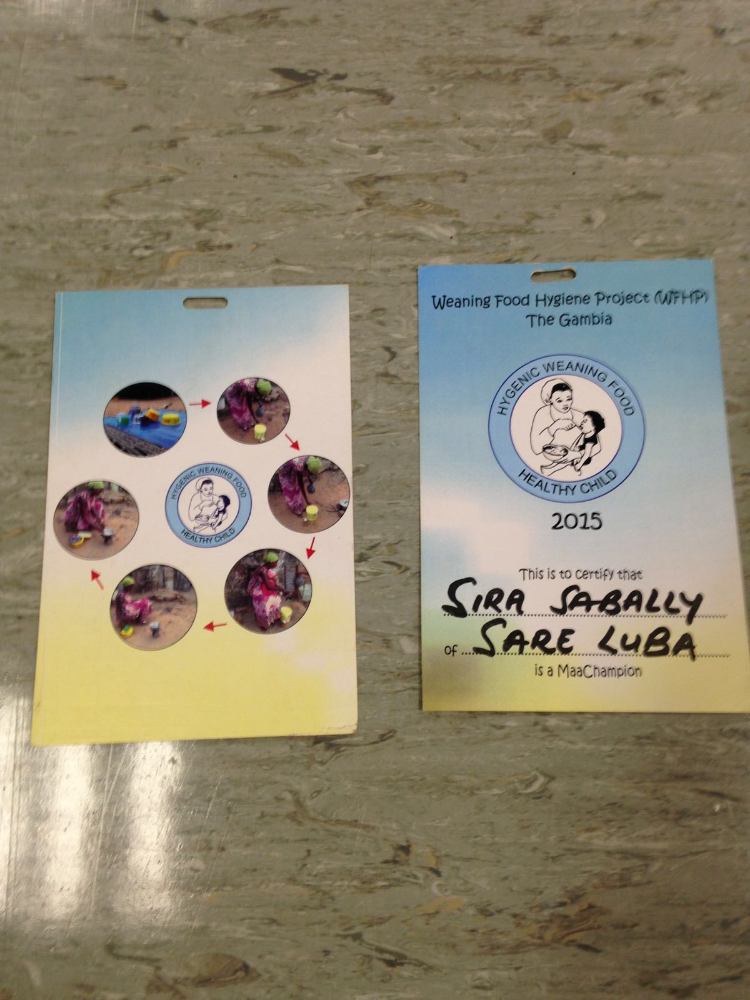 HYGENIC WEANING FOOD
HEALTHY CHILD
Weaning Food Hygiene Project (WFHP)
The Gambia
HYGENIC WEANING FOOD
HEALTHY CHILD
2015
This is to certify that
SIRA SABALLY
of SARE LUBA
is a MaaChampion